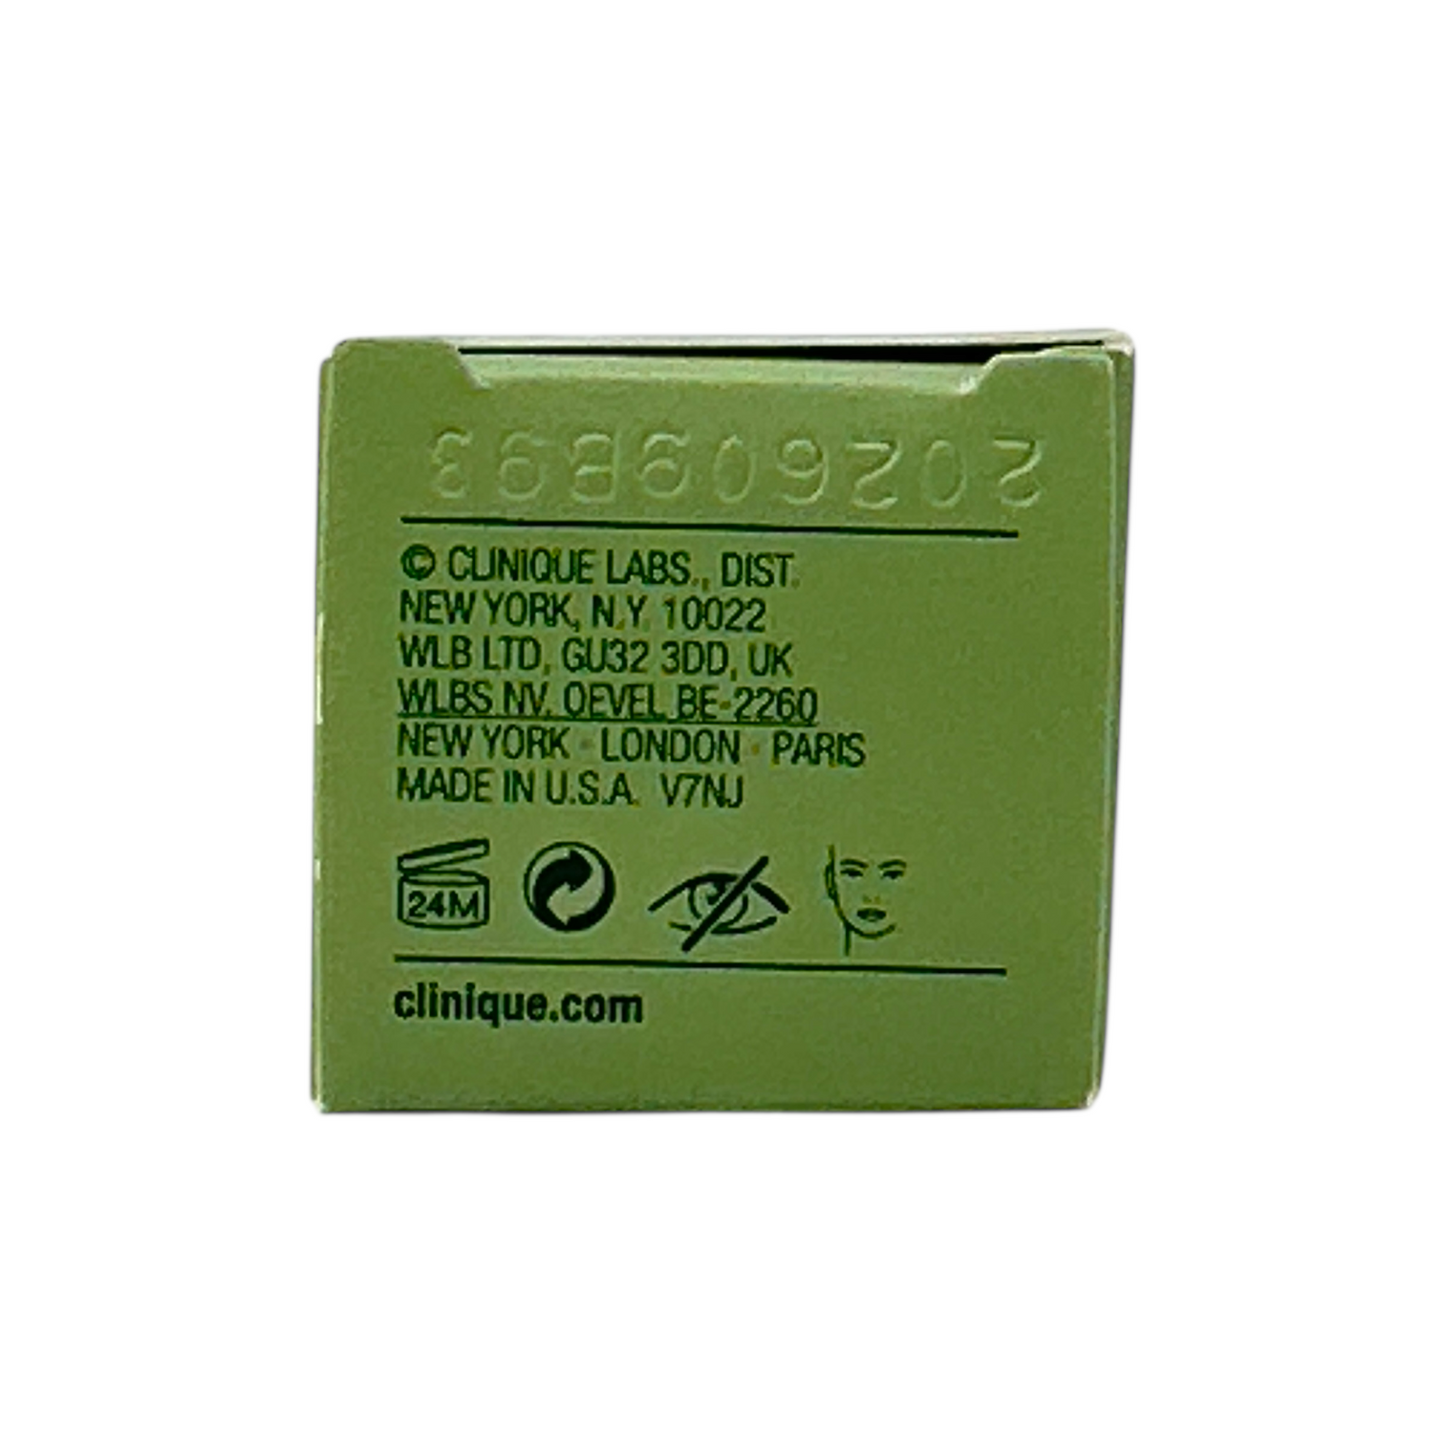 202609B93
© CLINIQUE LABS., DIST.
NEW YORK, N.Y. 10022
WLB LTD, GU32 3DD, UK
WLBS NV. OEVEL BE-2260
NEW YORK · LONDON · PARIS
MADE IN U.S.A. V7NJ
24M
clinique.com